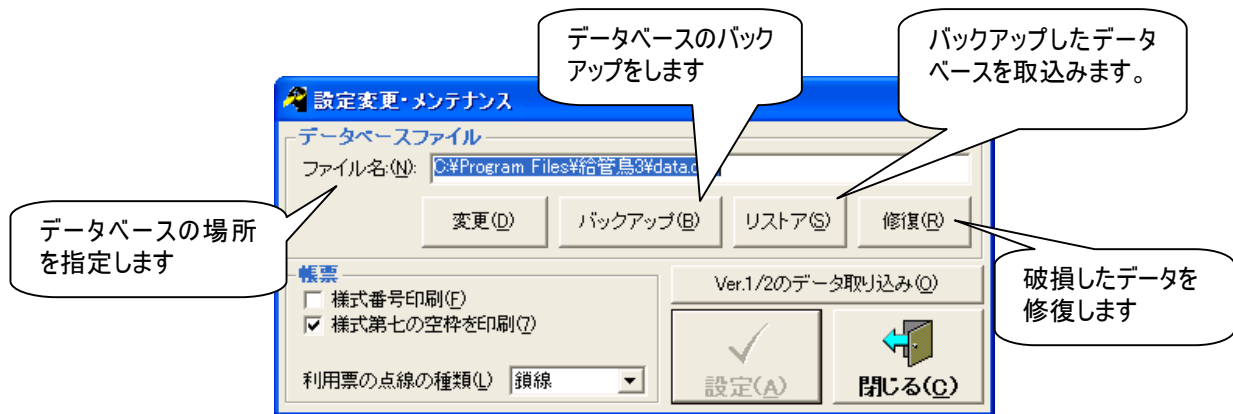 データベースのバック
アップをします
バックアップしたデータ
ベースを取込みます。
設定変更・メンテナンス
データベースファイル
ファイル名:(N): C:¥Program Files¥給管鳥3¥data.
データベースの場所
を指定します
変更(D) バックアップ(B) リストア(S) 修復(R)
破損したデータを
修復します
帳票
様式番号印刷(F)
様式第七の空枠を印刷(7)
利用票の点線の種類(L) 鎖線
Ver.1/2のデータ取り込み(O)
設定(A) 閉じる(C)